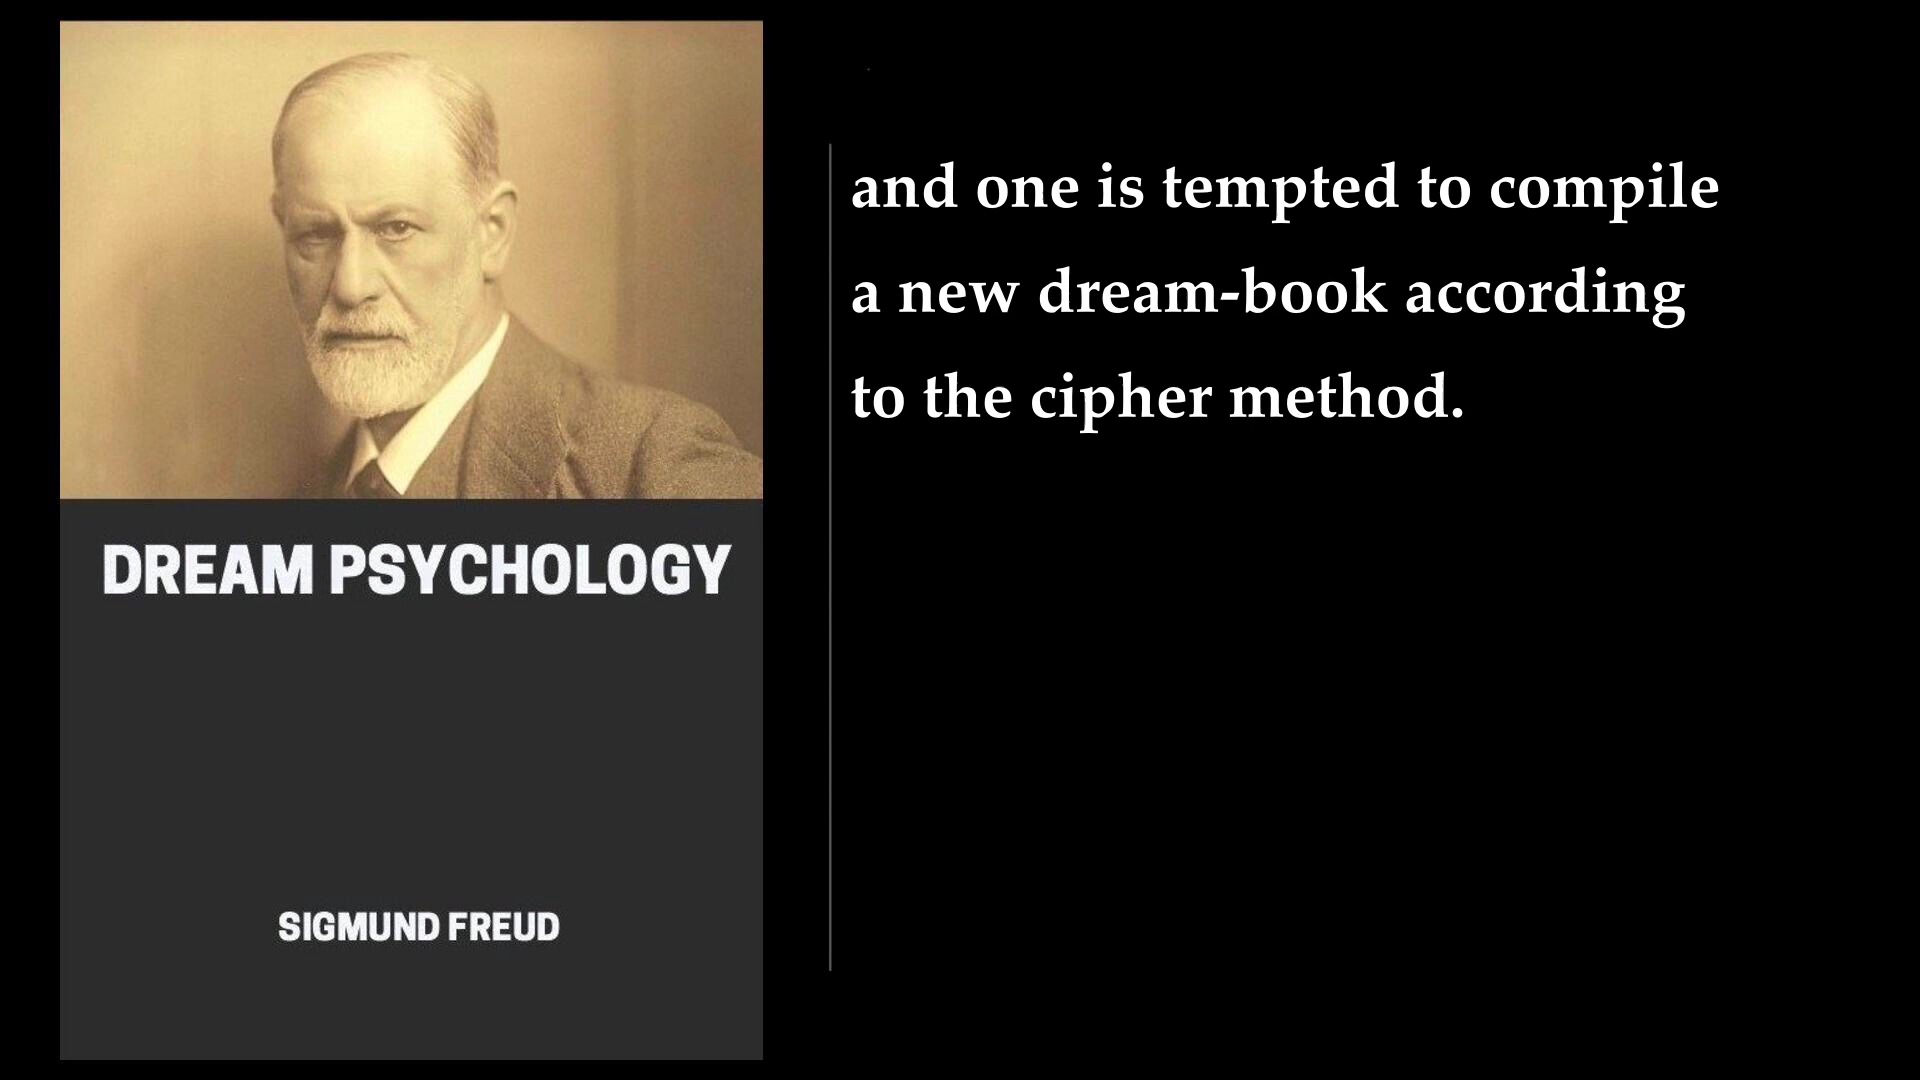 DREAM PSYCHOLOGY
SIGMUND FREUD
and one is tempted to compile
a new dream-book according
to the cipher method.